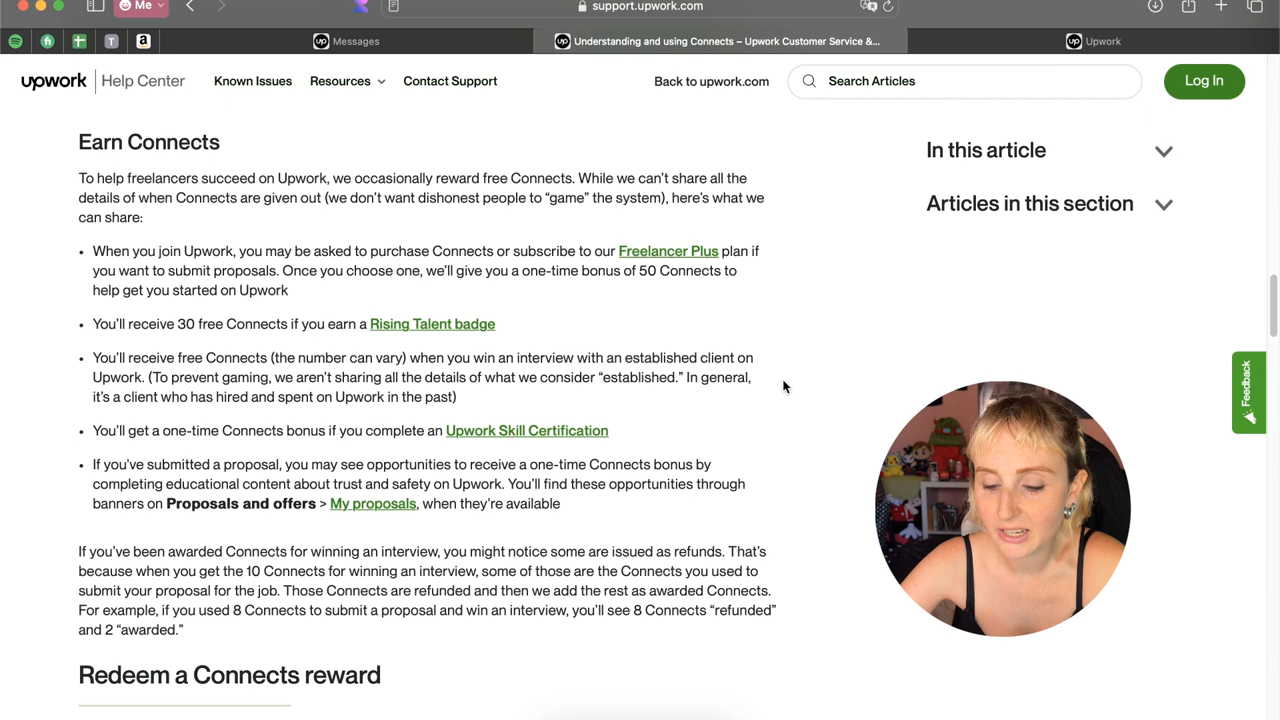 Me
support.upwork.com
T
a
up Messages
up Understanding and using Connects – Upwork Customer Service &...
up Upwork
upwork Help Center
Known Issues
Resources
Contact Support
Back to upwork.com
Search Articles
Log In
Earn Connects
To help freelancers succeed on Upwork, we occasionally reward free Connects. While we can’t share all the
details of when Connects are given out (we don’t want dishonest people to “game” the system), here’s what we
can share:
• When you join Upwork, you may be asked to purchase Connects or subscribe to our Freelancer Plus plan if
you want to submit proposals. Once you choose one, we’ll give you a one-time bonus of 50 Connects to
help get you started on Upwork
• You’ll receive 30 free Connects if you earn a Rising Talent badge
• You’ll receive free Connects (the number can vary) when you win an interview with an established client on
Upwork. (To prevent gaming, we aren’t sharing all the details of what we consider “established.” In general,
it’s a client who has hired and spent on Upwork in the past)
• You’ll get a one-time Connects bonus if you complete an Upwork Skill Certification
• If you’ve submitted a proposal, you may see opportunities to receive a one-time Connects bonus by
completing educational content about trust and safety on Upwork. You’ll find these opportunities through
banners on Proposals and offers > My proposals, when they’re available
If you’ve been awarded Connects for winning an interview, you might notice some are issued as refunds. That’s
because when you get the 10 Connects for winning an interview, some of those are the Connects you used to
submit your proposal for the job. Those Connects are refunded and then we add the rest as awarded Connects.
For example, if you used 8 Connects to submit a proposal and win an interview, you’ll see 8 Connects “refunded”
and 2 “awarded.”
Redeem a Connects reward
In this article
Articles in this section
Feedback